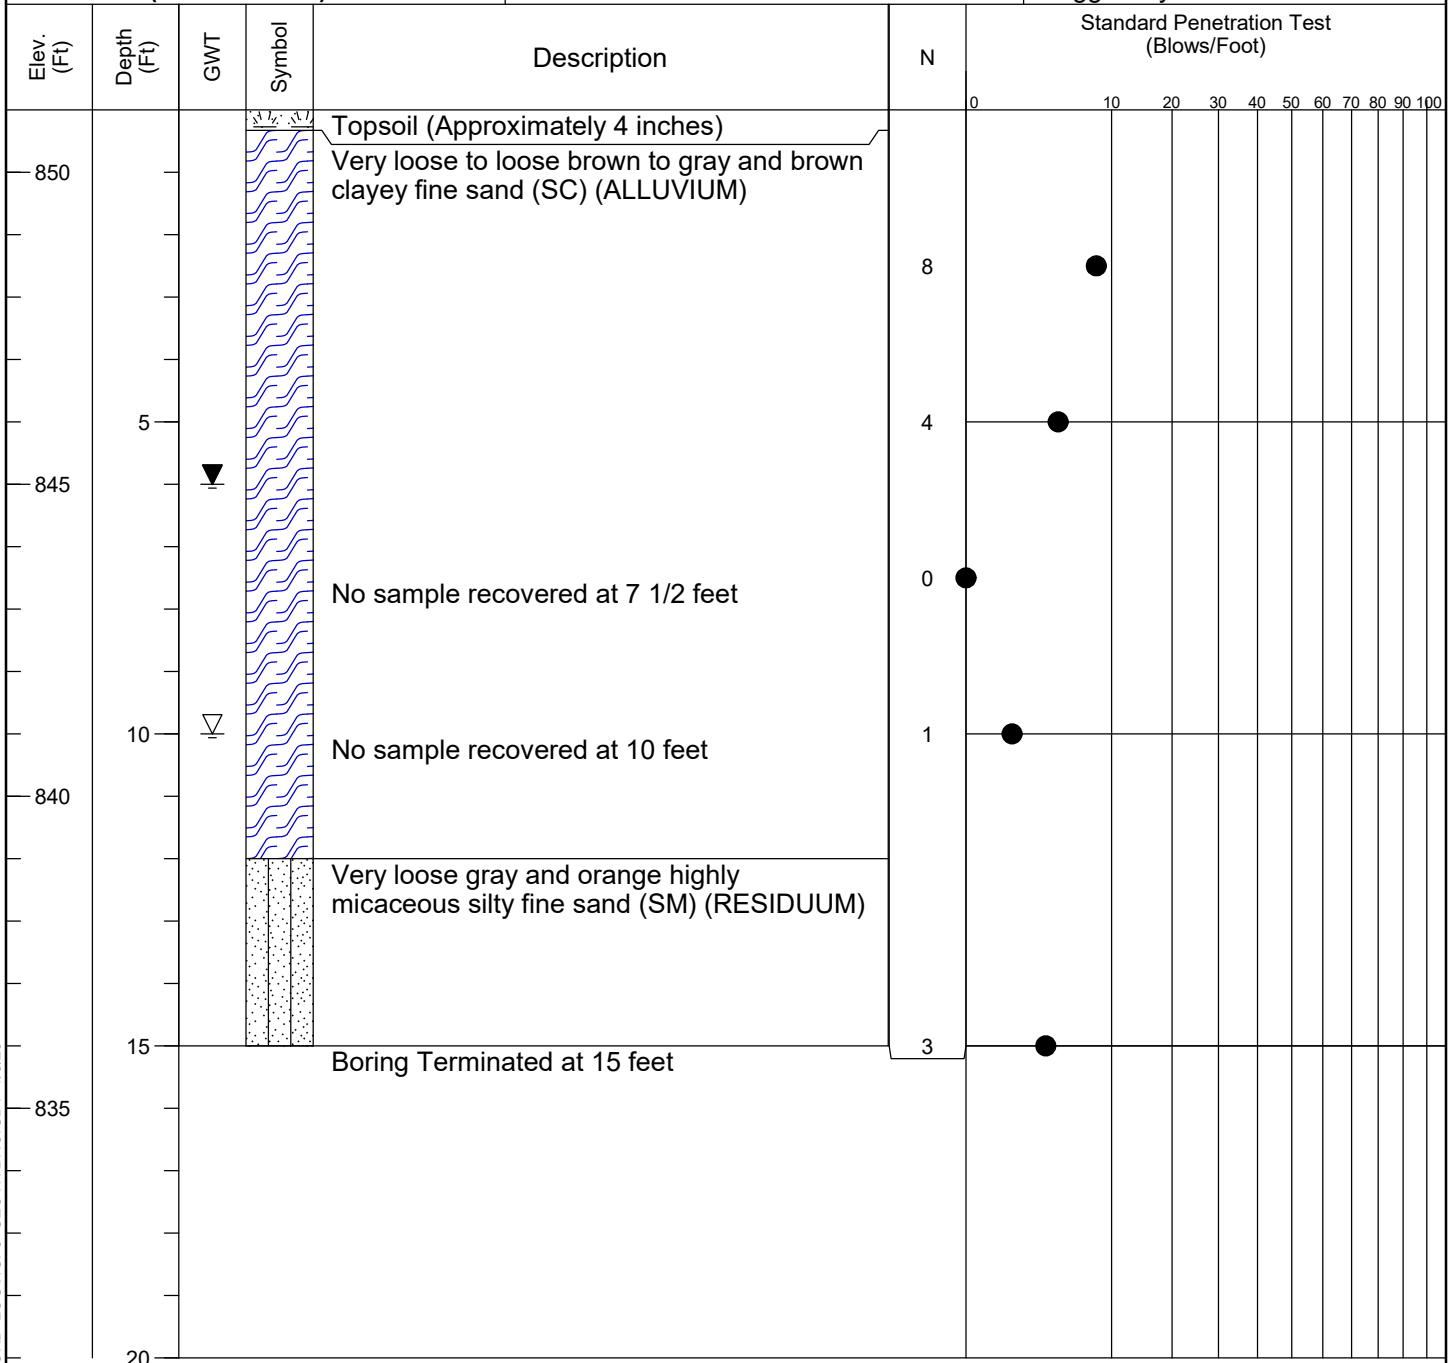 Elev.
(Ft)
Depth
(Ft)
GWT
Symbol
Description
N
Standard Penetration Test
(Blows/Foot)
0 10 20 30 40 50 60 70 80 90 100
Topsoil (Approximately 4 inches)
Very loose to loose brown to gray and brown
clayey fine sand (SC) (ALLUVIUM)
850
8
5
4
845
0
No sample recovered at 7 1/2 feet
10
1
No sample recovered at 10 feet
840
Very loose gray and orange highly
micaceous silty fine sand (SM) (RESIDUUM)
15
3
Boring Terminated at 15 feet
835
20